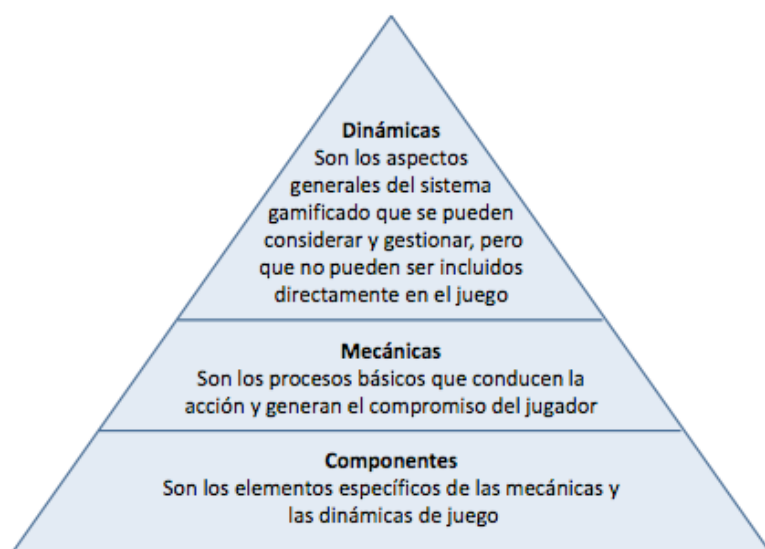 Dinámicas
Son los aspectos
generales del sistema
gamificado que se pueden
considerar y gestionar, pero
que no pueden ser incluidos
directamente en el juego
Mecánicas
Son los procesos básicos que conducen la
acción y generan el compromiso del jugador
Componentes
Son los elementos específicos de las mecánicas y
las dinámicas de juego